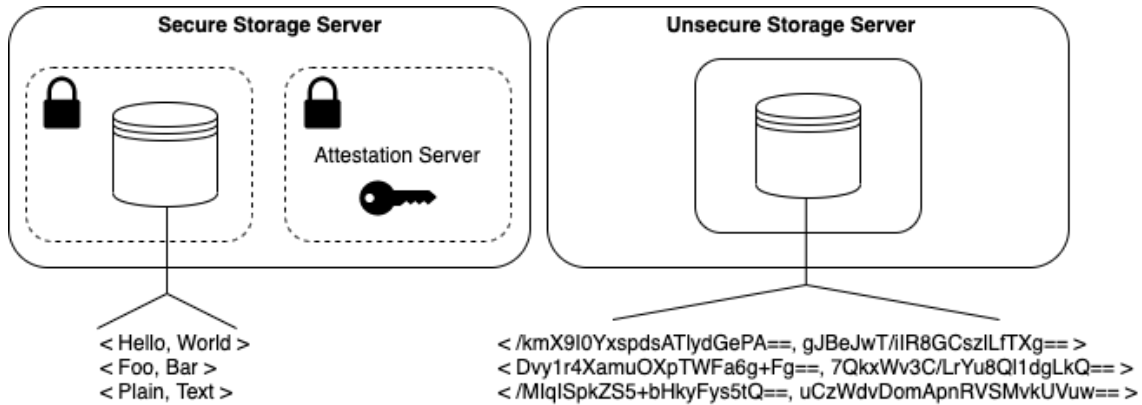 Secure Storage Server
Unsecure Storage Server
Attestation Server
< Hello, World >
< Foo, Bar >
< Plain, Text >
< /kmX9I0YxspdsATlydGePA==, gJBeJwT/iIR8GCszILfTXg== >
< Dvy1r4XamuOXpTWFa6g+Fg==, 7QkxWv3C/LrYu8QI1dgLkQ== >
< /MIqISpkZS5+bHkyFys5tQ==, uCzWdvDomApnRVSMvkUVuw== >